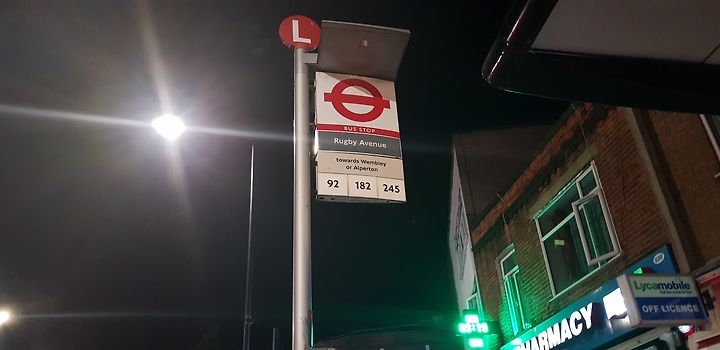 L
BUS STOP
Rugby Avenue
towards Wembley
or Alperton
92 182 245
PHARMACY
Lycamobile
OFF LICENCE